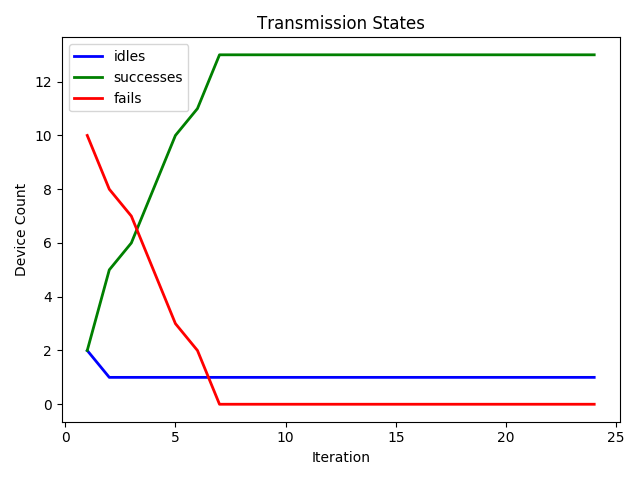 Transmission States
idles
successes
fails
Device Count
12
10
8
6
4
2
0
0 5 10 15 20 25
Iteration